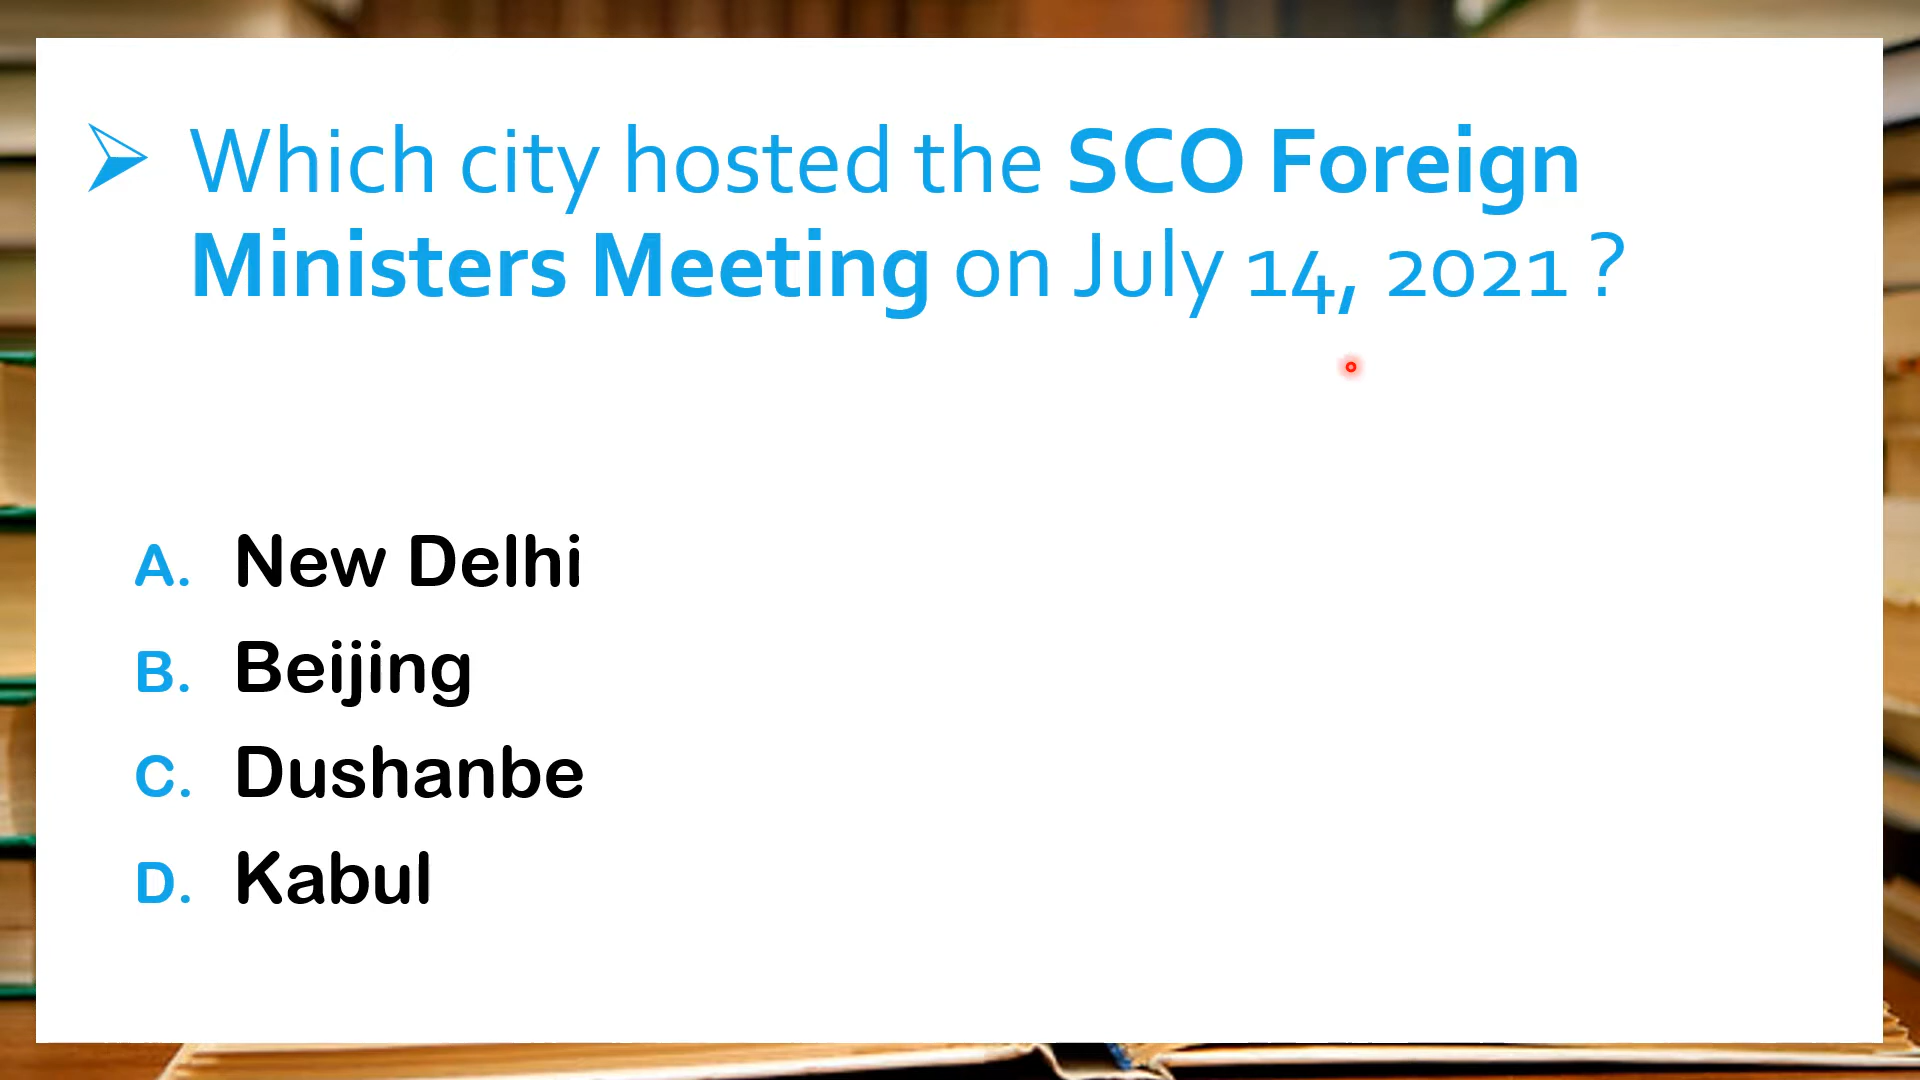 Which city hosted the SCO Foreign
Ministers Meeting on July 14, 2021 ?
A. New Delhi
B. Beijing
C. Dushanbe
D. Kabul